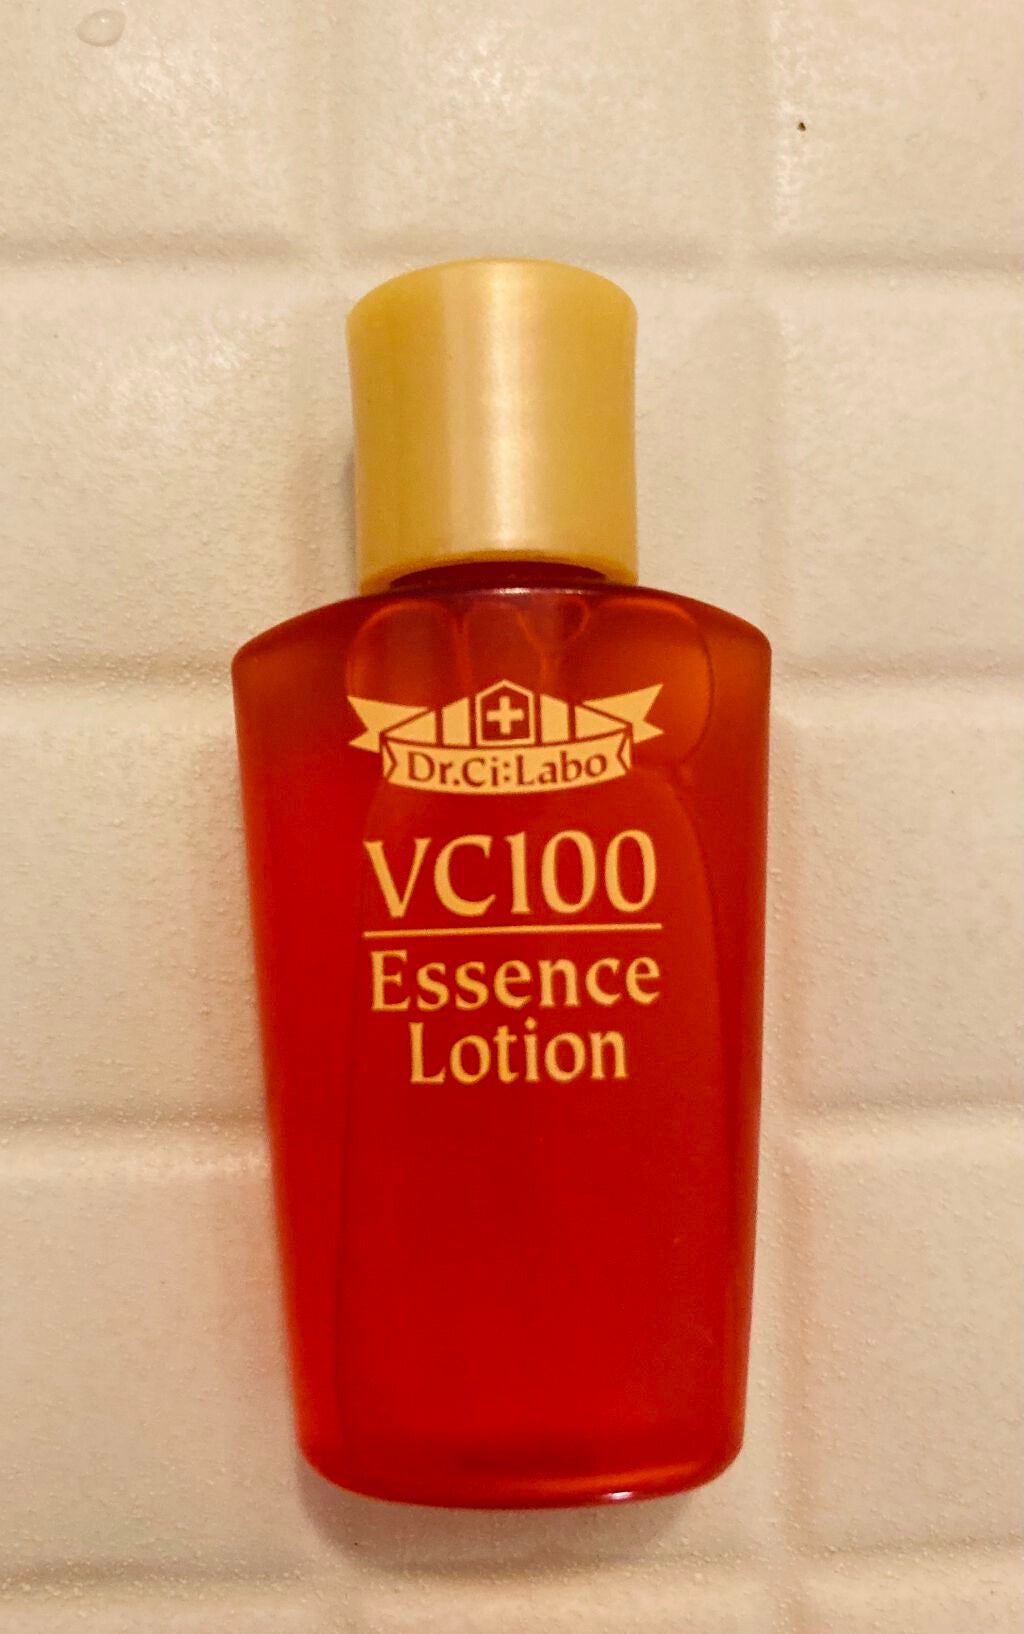 Dr.Ci:Labo
VC100
Essence
Lotion